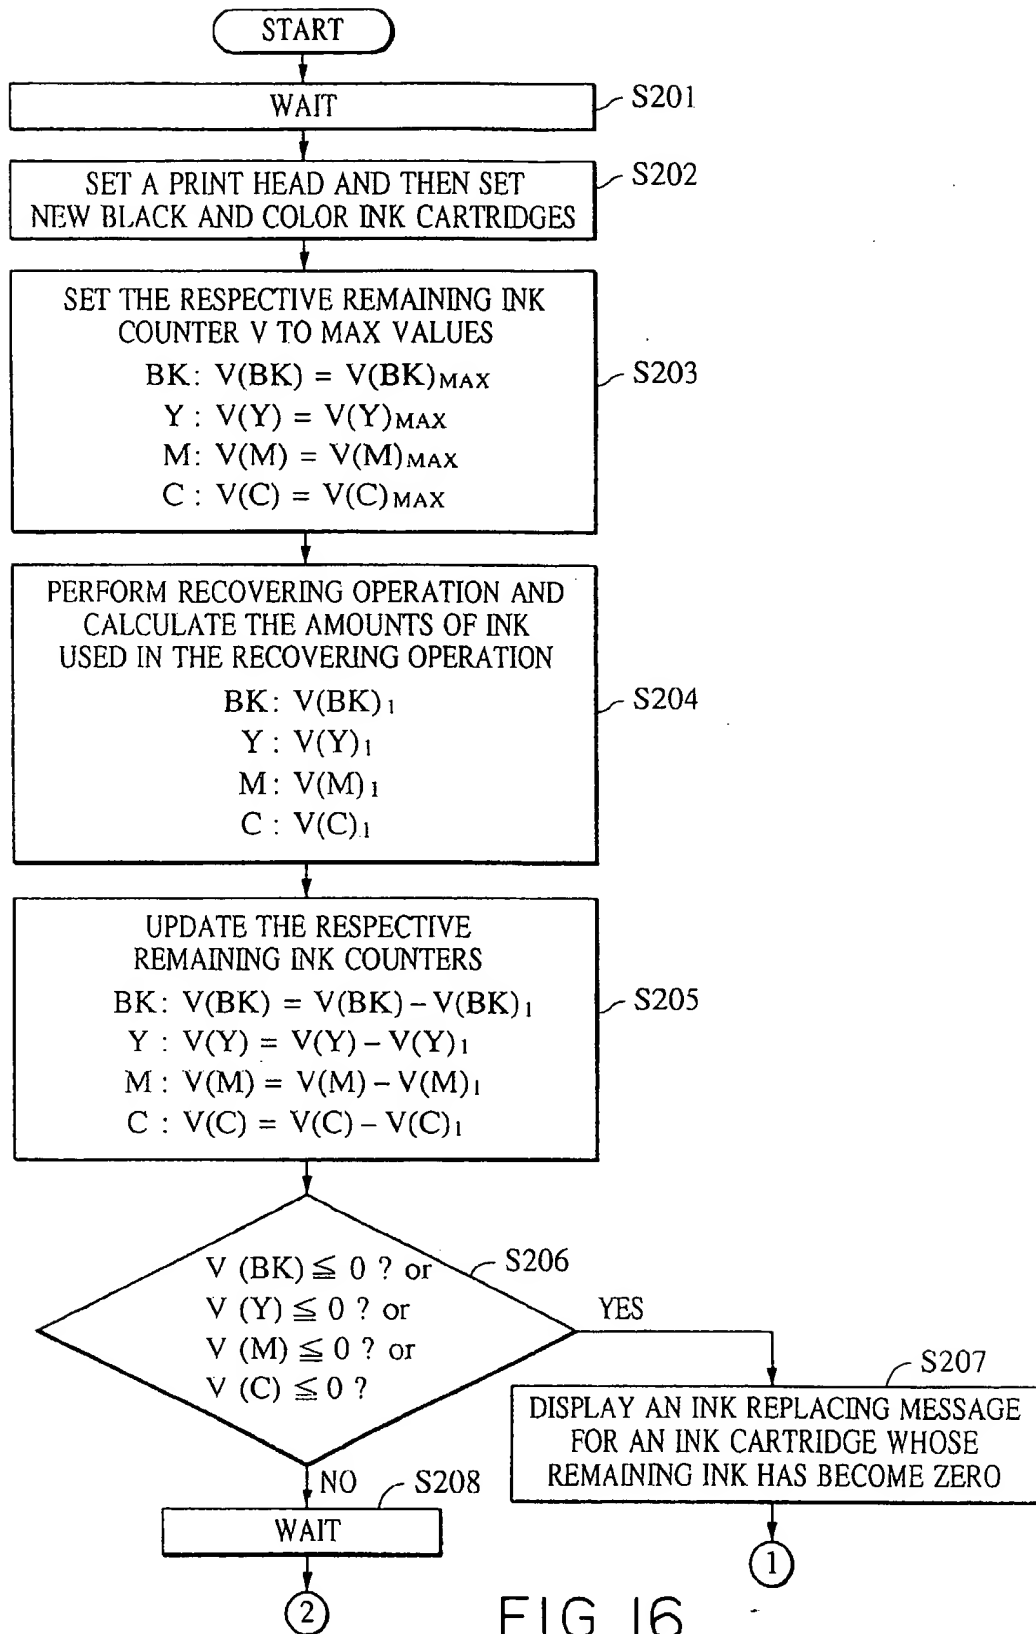 START
WAIT
S201
SET A PRINT HEAD AND THEN SET
NEW BLACK AND COLOR INK CARTRIDGES
S202
SET THE RESPECTIVE REMAINING INK
COUNTER V TO MAX VALUES
BK: V(BK) = V(BK)MAX
Y : V(Y) = V(Y)MAX
M: V(M) = V(M)MAX
C : V(C) = V(C)MAX
S203
PERFORM RECOVERING OPERATION AND
CALCULATE THE AMOUNTS OF INK
USED IN THE RECOVERING OPERATION
BK: V(BK)1
Y : V(Y)1
M: V(M)1
C : V(C)1
S204
UPDATE THE RESPECTIVE
REMAINING INK COUNTERS
BK: V(BK) = V(BK) – V(BK)1
Y : V(Y) = V(Y) – V(Y)1
M : V(M) = V(M) – V(M)1
C : V(C) = V(C) – V(C)1
S205
V (BK) ≦ 0 ? or
V (Y) ≦ 0 ? or
V (M) ≦ 0 ? or
V (C) ≦ 0 ?
S206
YES
S207
DISPLAY AN INK REPLACING MESSAGE
FOR AN INK CARTRIDGE WHOSE
REMAINING INK HAS BECOME ZERO
NO
S208
WAIT
1
2
FIG 16